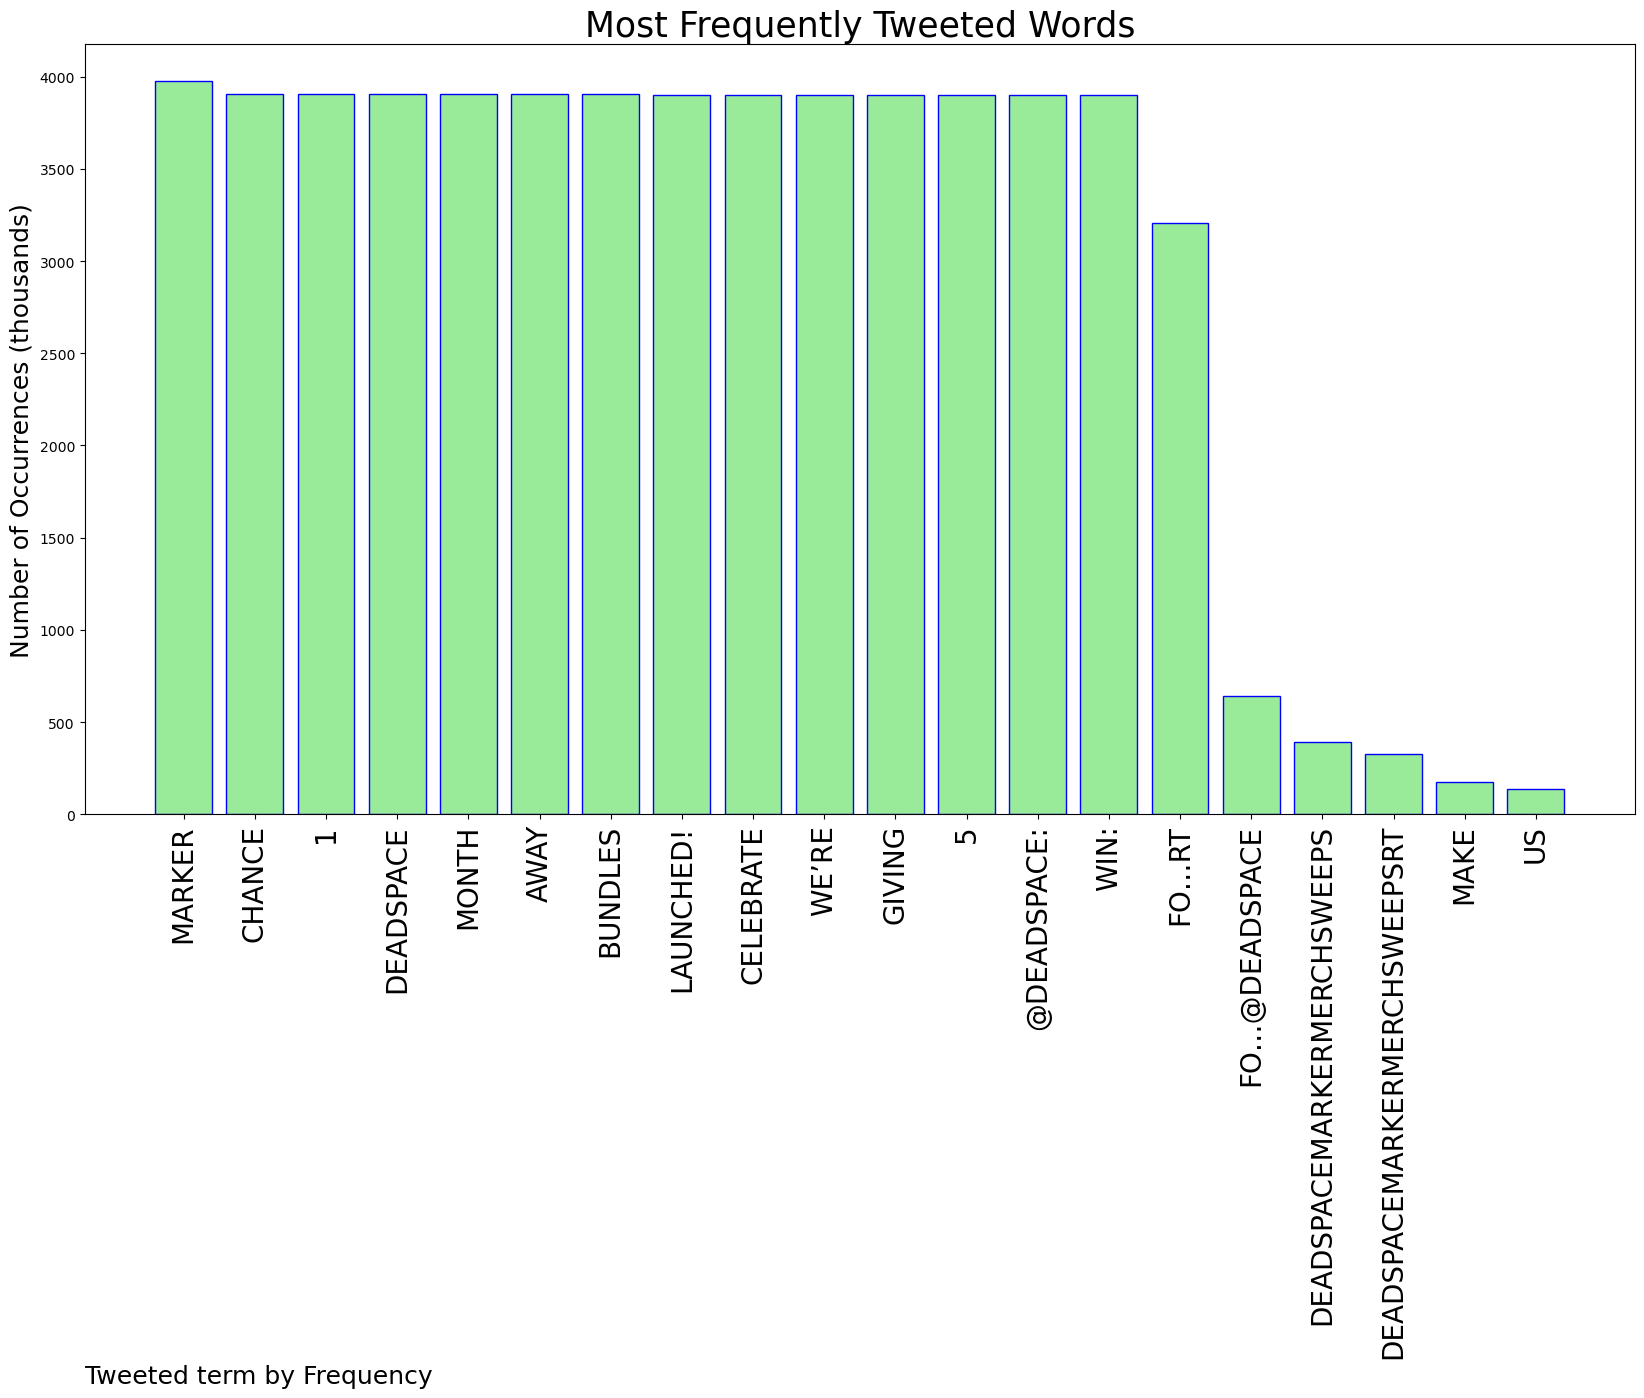 Most Frequently Tweeted Words
Number of Occurrences (thousands)
4000
3500
3000
2500
2000
1500
1000
500
0
MARKER
CHANCE
1
DEADSPACE
MONTH
AWAY
BUNDLES
LAUNCHED!
CELEBRATE
WE’RE
GIVING
5
@DEADSPACE:
WIN:
FO…RT
FO…@DEADSPACE
DEADSPACEMARKERMERCHSWEEPS
DEADSPACEMARKERMERCHSWEEPSRT
MAKE
US
Tweeted term by Frequency